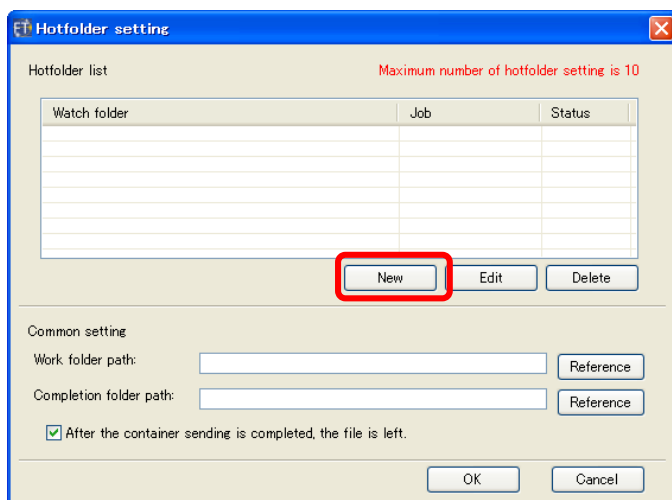 ET Hotfolder setting
Hotfolder list Maximum number of hotfolder setting is 10
Watch folder Job Status
New Edit Delete
Common setting
Work folder path: Reference
Completion folder path: Reference
After the container sending is completed, the file is left.
OK Cancel